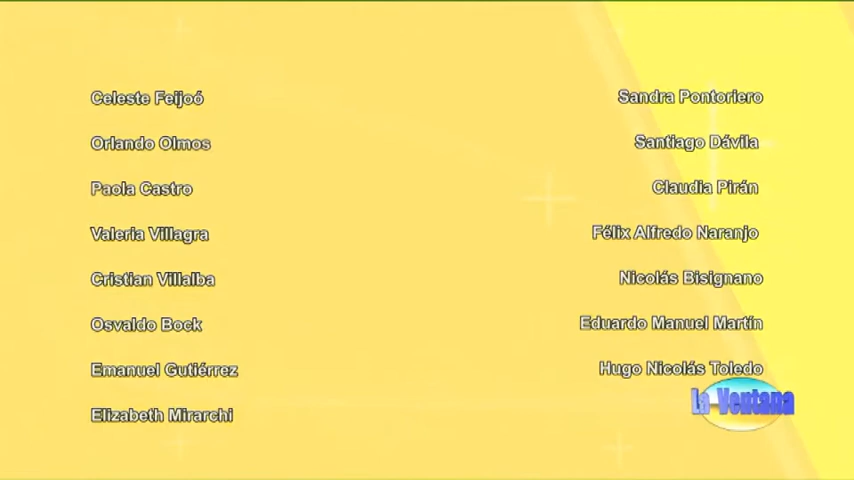 Celeste Feijoó
Orlando Olmos
Paola Castro
Valeria Villagra
Cristian Villalba
Osvaldo Bock
Emanuel Gutiérrez
Elizabeth Mirarchi
Sandra Pontoriero
Santiago Dávila
Claudia Pirán
Félix Alfredo Naranjo
Nicolás Bisignano
Eduardo Manuel Martín
Hugo Nicolás Toledo
La Ventana